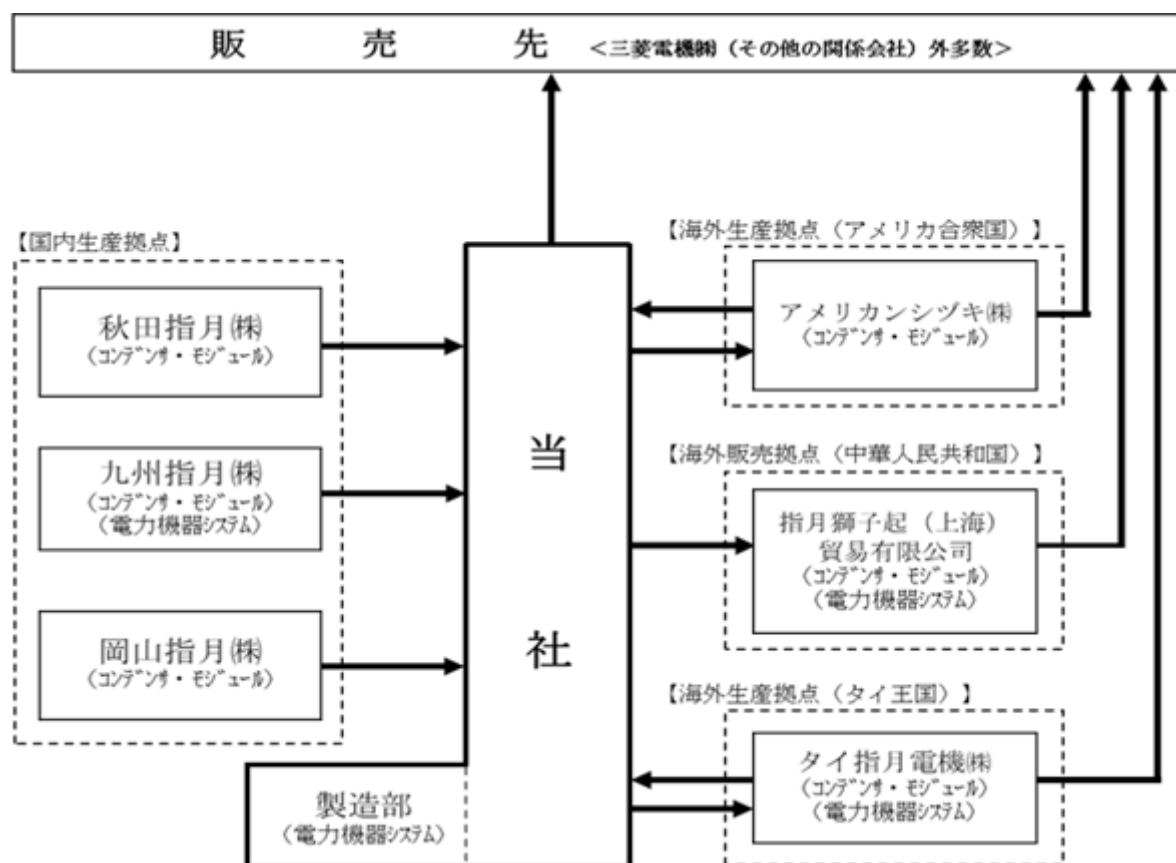 販売先 <三菱電機㈱（その他の関係会社）外多数>
【国内生産拠点】
秋田指月㈱
（ｺﾝﾃﾞﾝｻ・ﾓｼﾞｭｰﾙ）
九州指月㈱
（ｺﾝﾃﾞﾝｻ・ﾓｼﾞｭｰﾙ）
（電力機器ｼｽﾃﾑ）
岡山指月㈱
（ｺﾝﾃﾞﾝｻ・ﾓｼﾞｭｰﾙ）
当
社
製造部
（電力機器ｼｽﾃﾑ）
【海外生産拠点（アメリカ合衆国）】
アメリカンシヅキ㈱
（ｺﾝﾃﾞﾝｻ・ﾓｼﾞｭｰﾙ）
【海外販売拠点（中華人民共和国）】
指月獅子起（上海）
貿易有限公司
（ｺﾝﾃﾞﾝｻ・ﾓｼﾞｭｰﾙ）
（電力機器ｼｽﾃﾑ）
【海外生産拠点（タイ王国）】
タイ指月電機㈱
（ｺﾝﾃﾞﾝｻ・ﾓｼﾞｭｰﾙ）
（電力機器ｼｽﾃﾑ）